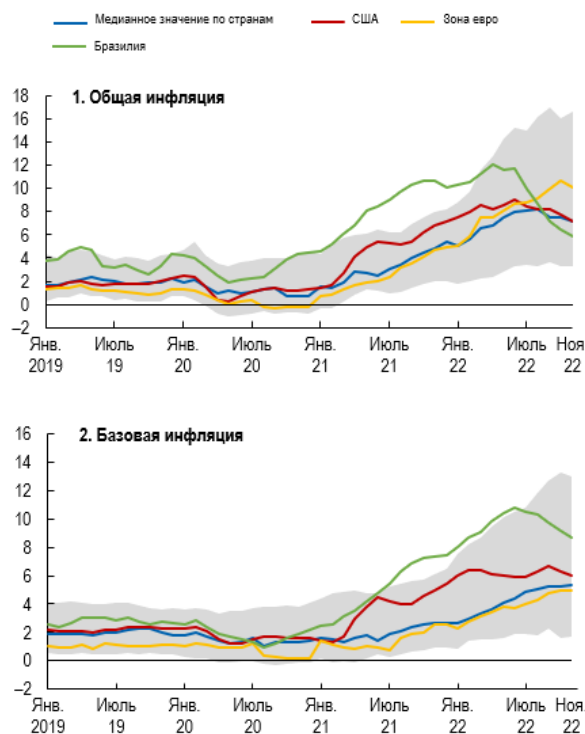 Медианное значение по странам США Зона евро
Бразилия
1. Общая инфляция
18
16
14
12
10
8
6
4
2
0
–2
Янв. Июль Янв. Июль Янв. Июль Янв. Июль Ноя
2019 19 20 20 21 21 22 22 22
2. Базовая инфляция
16
14
12
10
8
6
4
2
0
–2
Янв. Июль Янв. Июль Янв. Июль Янв. Июль Ноя.
2019 19 20 20 21 21 22 22 22